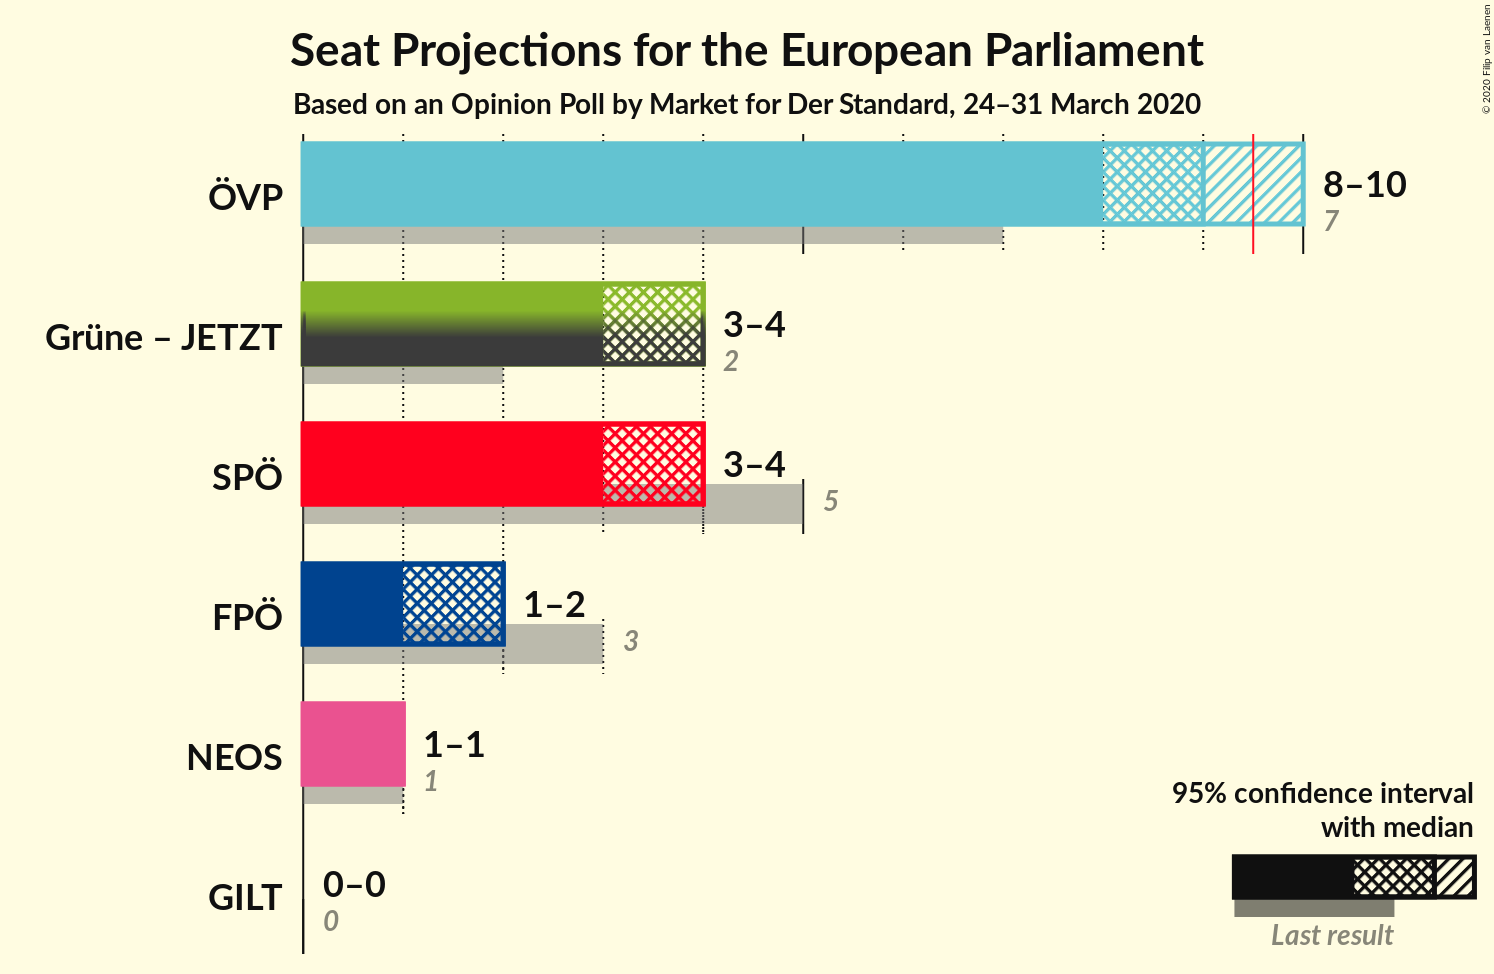 Seat Projections for the European Parliament
Based on an Opinion Poll by Market for Der Standard, 24–31 March 2020
© 2020 Filip van Laenen
ÖVP
8–10
7
Grüne – JETZT
3–4
2
SPÖ
3–4
5
FPÖ
1–2
3
NEOS
1–1
1
GILT
0–0
0
95% confidence interval
with median
Last result